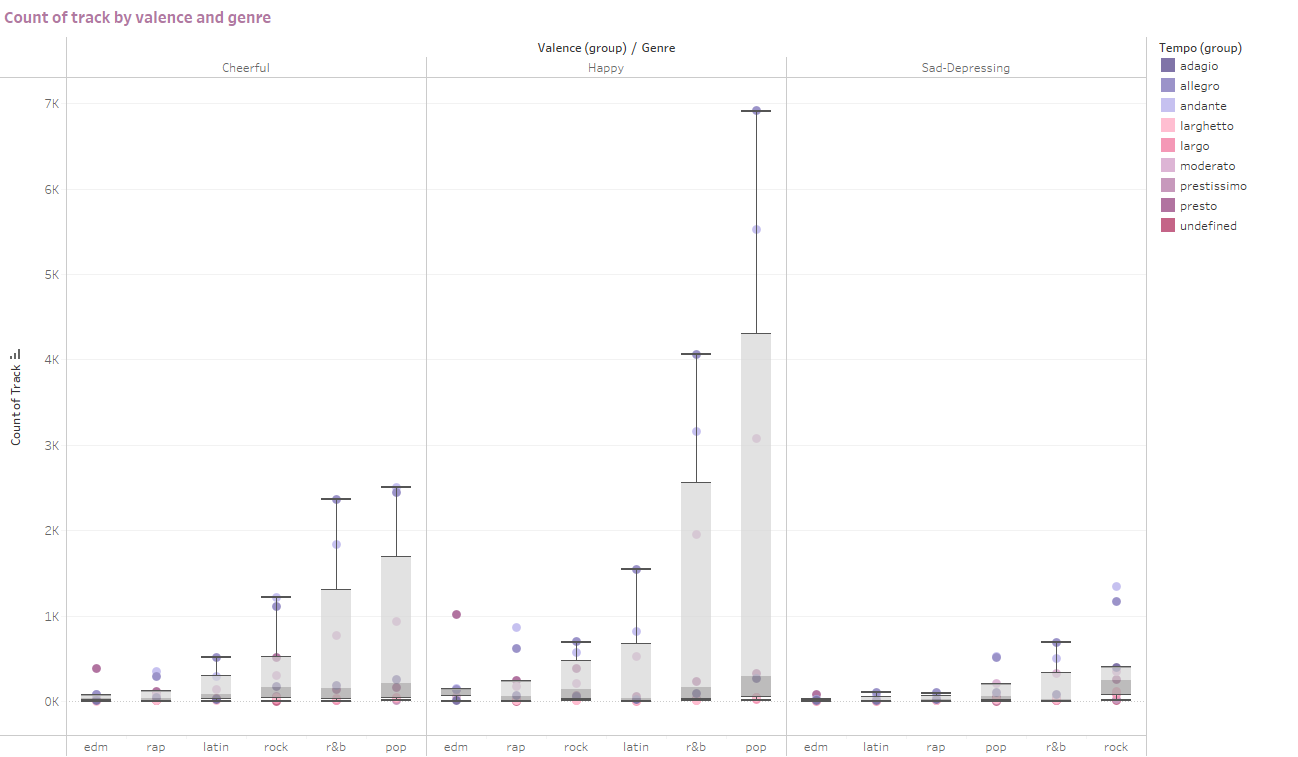 Count of track by valence and genre
Valence (group) / Genre
Cheerful
Happy
Sad-Depressing
Count of Track
7K
6K
5K
4K
3K
2K
1K
0K
edm rap latin rock r&b pop
edm rap rock latin r&b pop
edm latin rap pop r&b rock
Tempo (group)
adagio
allegro
andante
larghetto
largo
moderato
prestissimo
presto
undefined